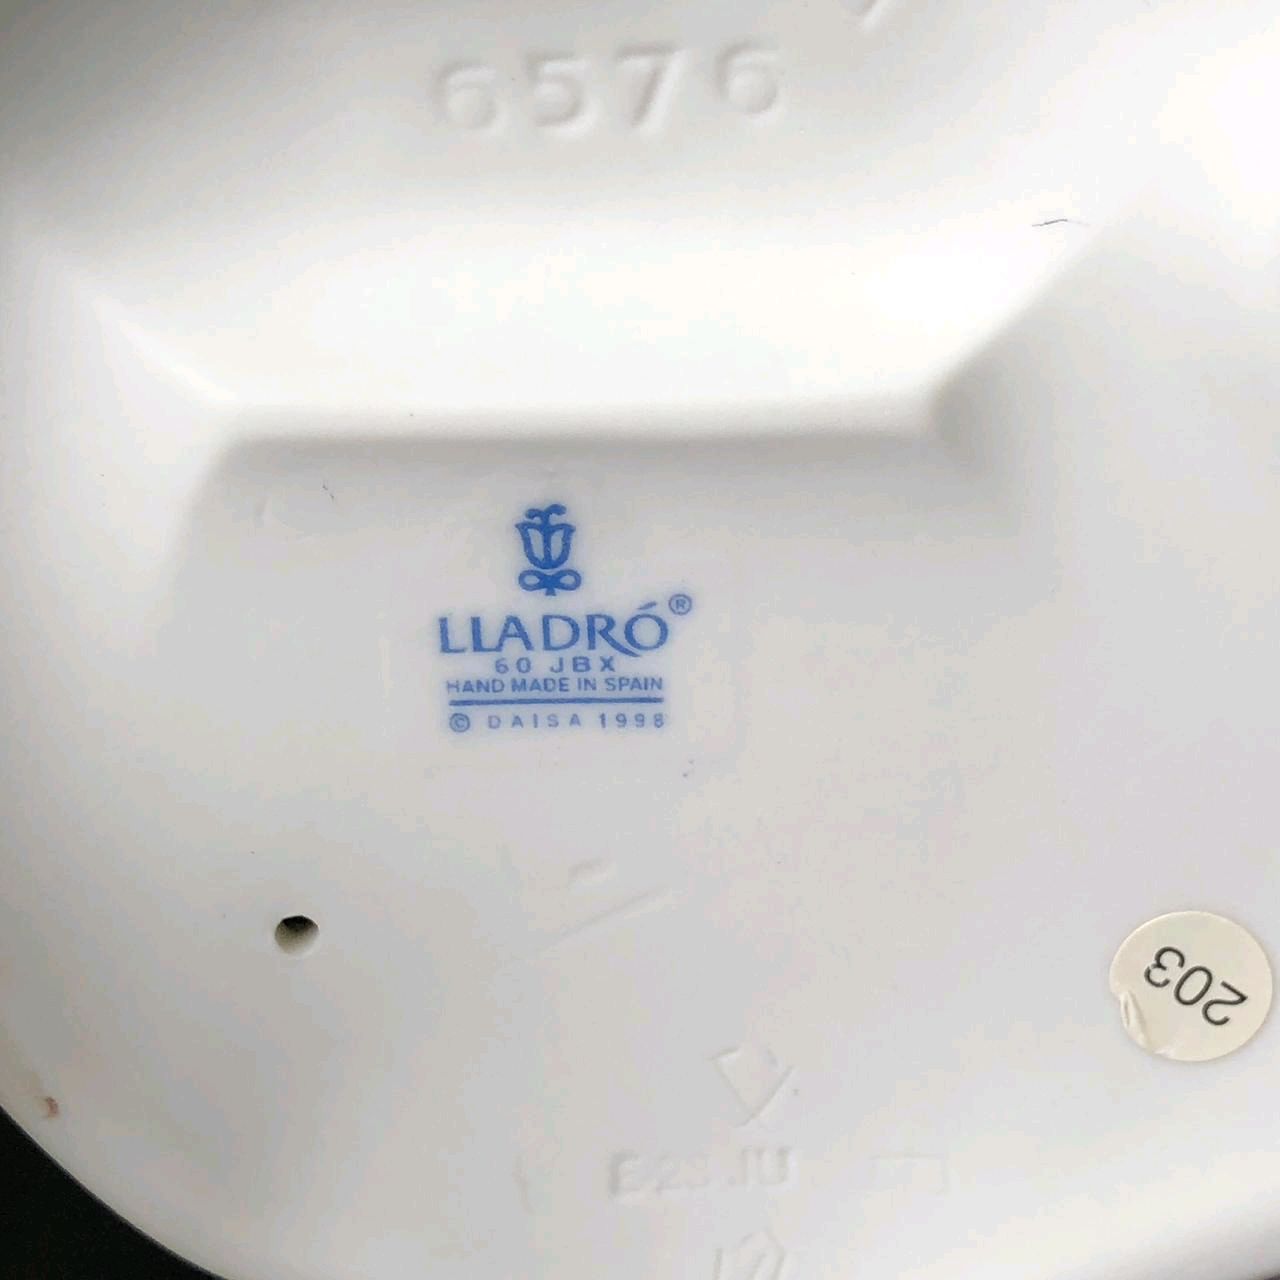 6576
LLADRÓ®
60 JBX
HAND MADE IN SPAIN
© DAISA 1998
203